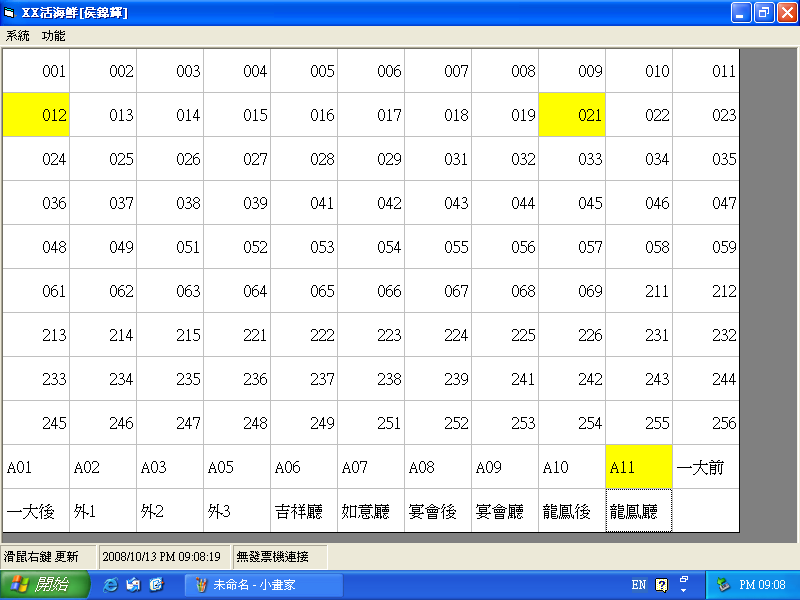 XX活海鮮[侯錦輝]
系統 功能
001 002 003 004 005 006 007 008 009 010 011
012 013 014 015 016 017 018 019 021 022 023
024 025 026 027 028 029 031 032 033 034 035
036 037 038 039 041 042 043 044 045 046 047
048 049 051 052 053 054 055 056 057 058 059
061 062 063 064 065 066 067 068 069 211 212
213 214 215 221 222 223 224 225 226 231 232
233 234 235 236 237 238 239 241 242 243 244
245 246 247 248 249 251 252 253 254 255 256
A01 A02 A03 A05 A06 A07 A08 A09 A10 A11 一大前
一大後 外1 外2 外3 吉祥廳 如意廳 宴會後 宴會廳 龍鳳後 龍鳳廳
滑鼠右鍵 更新 2008/10/13 PM 09:08:19 無發票機連接
開始 未命名 - 小畫家 EN PM 09:08